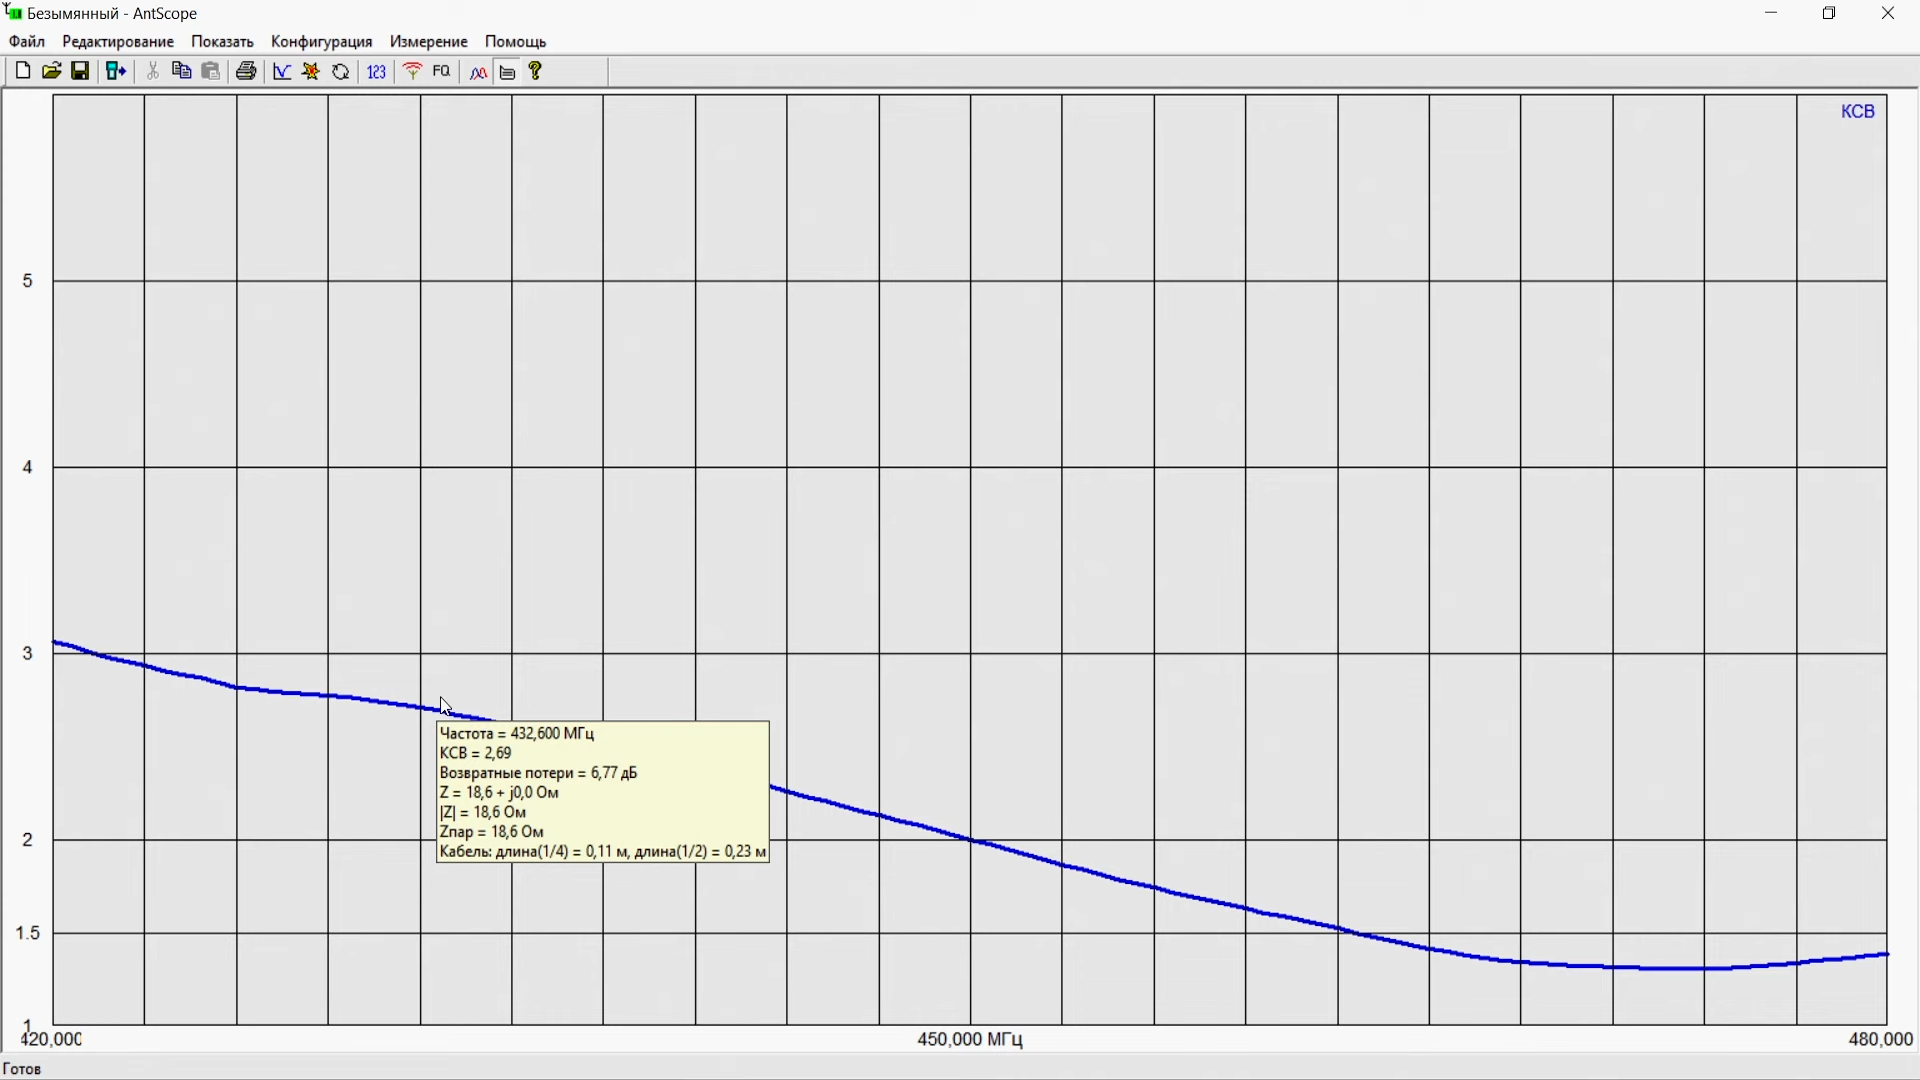 Безымянный - AntScope
Файл Редактирование Показать Конфигурация Измерение Помощь
123 FQ ?
КСВ
5
4
3
2
1.5
1
Частота = 432,600 МГц
КСВ = 2,69
Возвратные потери = 6,77 дБ
Z = 18,6 + j0,0 Ом
|Z| = 18,6 Ом
Zпар = 18,6 Ом
Кабель: длина(1/4) = 0,11 м, длина(1/2) = 0,23 м
420,000 450,000 МГц 480,000
Готов